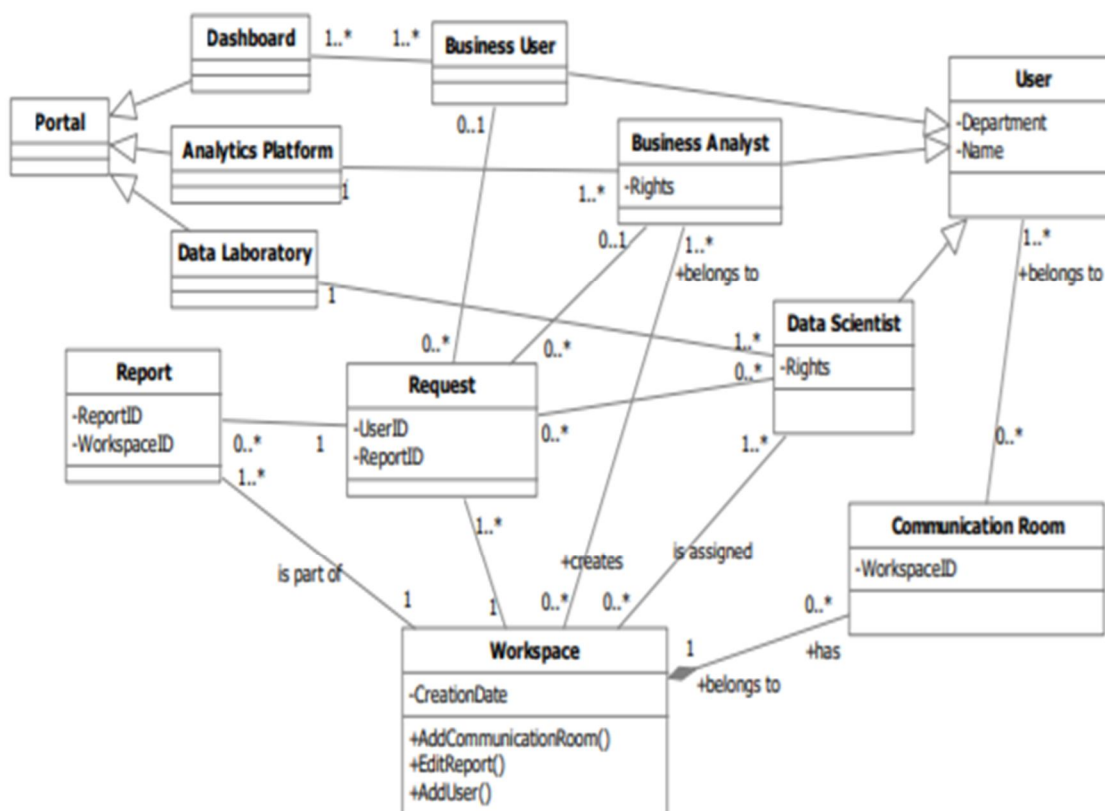 Dashboard
1..*
1..*
Business User
User
-Department
-Name
Portal
0..1
Analytics Platform
1
Business Analyst
-Rights
1..*
0..1
1..*
+belongs to
1..*
+belongs to
Data Laboratory
1
Data Scientist
-Rights
1..*
0..*
Report
-ReportID
-WorkspaceID
0..*
0..*
Request
-UserID
-ReportID
0..*
1
0..*
1..*
1..*
1..*
0..*
Communication Room
-WorkspaceID
is part of
+creates
is assigned
1
1
0..*
0..*
0..*
+has
1
+belongs to
Workspace
-CreationDate
+AddCommunicationRoom()
+EditReport()
+AddUser()